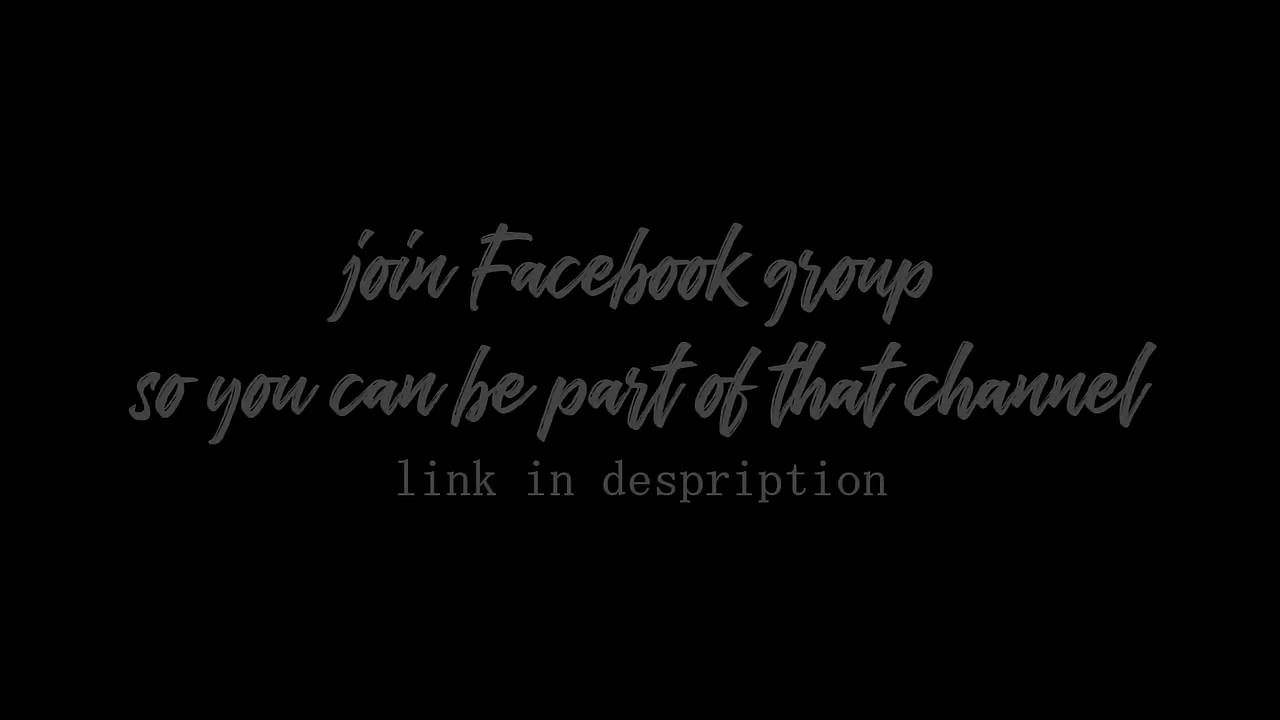 join Facebook group
so you can be part of that channel
link in despription